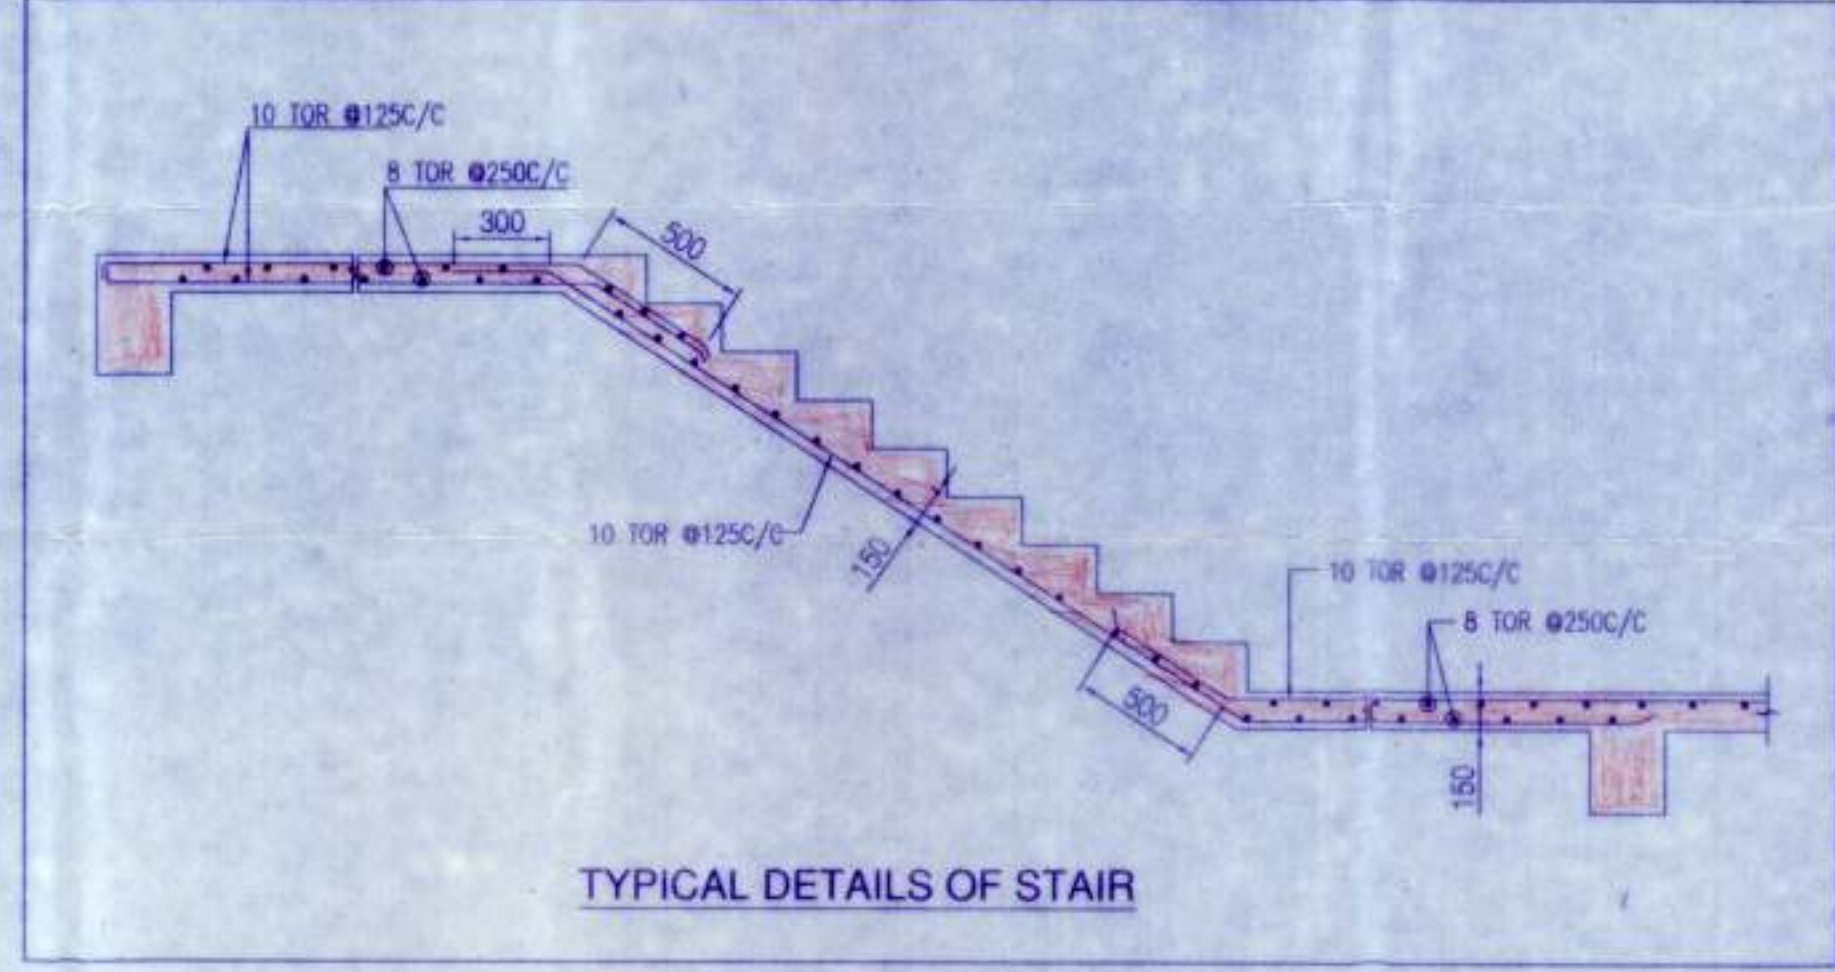 10 TOR @125C/C
8 TOR @250C/C
300
500
10 TOR @125C/C
150
10 TOR @125C/C
8 TOR @250C/C
500
150
TYPICAL DETAILS OF STAIR